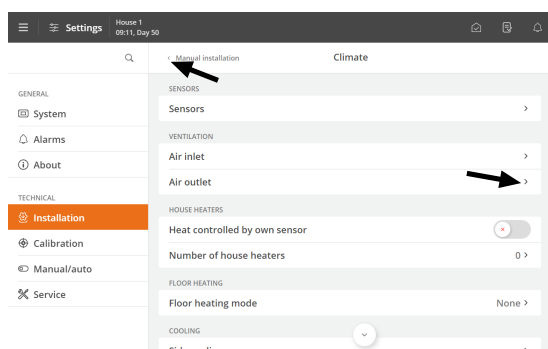 Settings
House 1
09:11, Day 50
Manual installation
Climate
GENERAL
System
Alarms
About
TECHNICAL
Installation
Calibration
Manual/auto
Service
SENSORS
Sensors
VENTILATION
Air inlet
Air outlet
HOUSE HEATERS
Heat controlled by own sensor
Number of house heaters 0
FLOOR HEATING
Floor heating mode None
COOLING